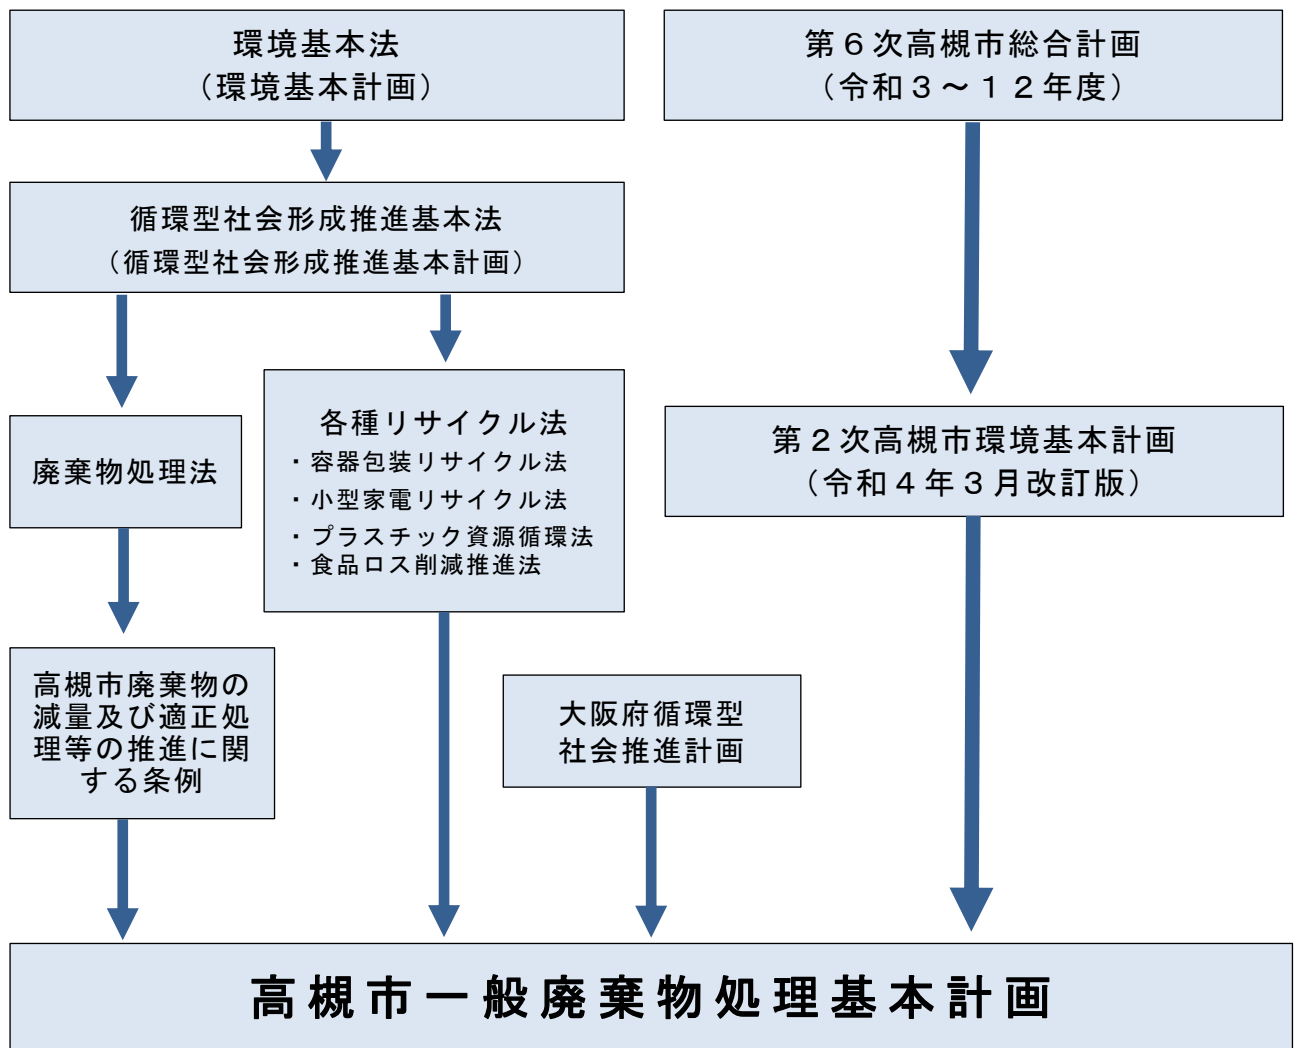 環境基本法
（環境基本計画）
第６次高槻市総合計画
（令和３～１２年度）
循環型社会形成推進基本法
（循環型社会形成推進基本計画）
廃棄物処理法
各種リサイクル法
・容器包装リサイクル法
・小型家電リサイクル法
・プラスチック資源循環法
・食品ロス削減推進法
第２次高槻市環境基本計画
（令和４年３月改訂版）
高槻市廃棄物の
減量及び適正処
理等の推進に関
する条例
大阪府循環型
社会推進計画
高槻市一般廃棄物処理基本計画